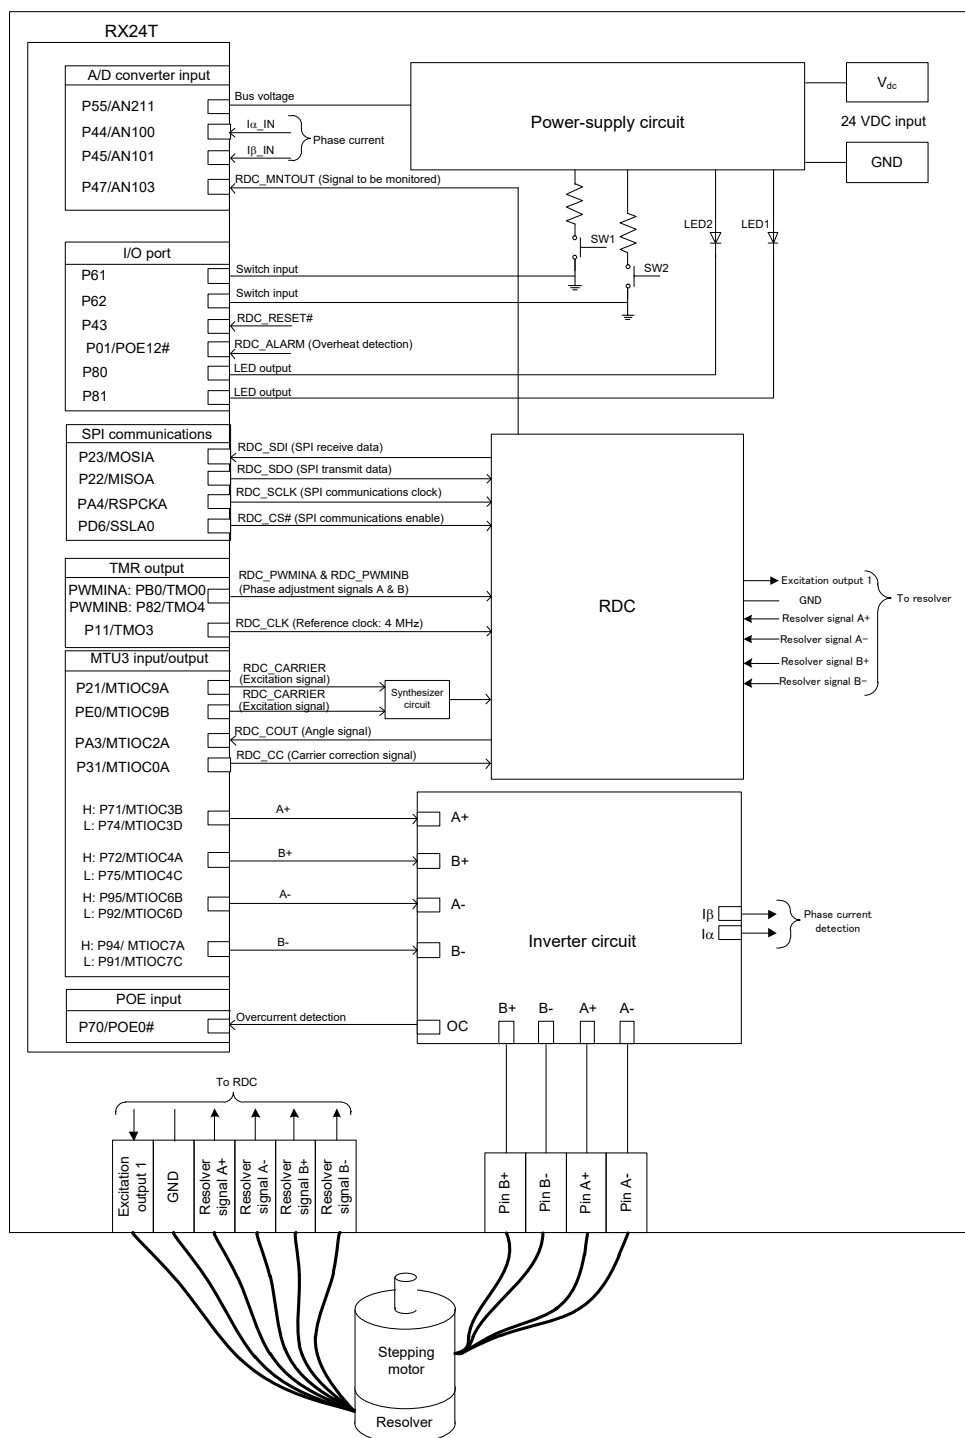 RX24T
A/D converter input
P55/AN211
P44/AN100
P45/AN101
P47/AN103
Bus voltage
Iα_IN
Iβ_IN
Phase current
RDC_MNTOUT (Signal to be monitored)
Power-supply circuit
Vdc
24 VDC input
GND
SW1
SW2
LED2
LED1
I/O port
P61
P62
P43
P01/POE12#
P80
P81
Switch input
Switch input
RDC_RESET#
RDC_ALARM (Overheat detection)
LED output
LED output
SPI communications
P23/MOSIA
P22/MISOA
PA4/RSPCKA
PD6/SSLA0
RDC_SDI (SPI receive data)
RDC_SDO (SPI transmit data)
RDC_SCLK (SPI communications clock)
RDC_CS# (SPI communications enable)
TMR output
PWMINA: PB0/TMO0
PWMINB: P82/TMO4
P11/TMO3
RDC_PWMINA & RDC_PWMINB
(Phase adjustment signals A & B)
RDC_CLK (Reference clock: 4 MHz)
RDC
Excitation output 1
GND
Resolver signal A+
Resolver signal A-
Resolver signal B+
Resolver signal B-
To resolver
MTU3 input/output
P21/MTIOC9A
PE0/MTIOC9B
PA3/MTIOC2A
P31/MTIOC0A
RDC_CARRIER
(Excitation signal)
RDC_CARRIER
(Excitation signal)
Synthesizer
circuit
RDC_COUT (Angle signal)
RDC_CC (Carrier correction signal)
H: P71/MTIOC3B
L: P74/MTIOC3D
H: P72/MTIOC4A
L: P75/MTIOC4C
H: P95/MTIOC6B
L: P92/MTIOC6D
H: P94/ MTIOC7A
L: P91/MTIOC7C
A+
B+
A-
B-
A+
B+
A-
B-
Inverter circuit
Iβ
Iα
Phase current
detection
POE input
P70/POE0#
Overcurrent detection
OC
B+
B-
A+
A-
To RDC
Excitation
output 1
GND
Resolver
signal A+
Resolver
signal A-
Resolver
signal B+
Resolver
signal B-
Pin B+
Pin B-
Pin A+
Pin A-
Stepping
motor
Resolver